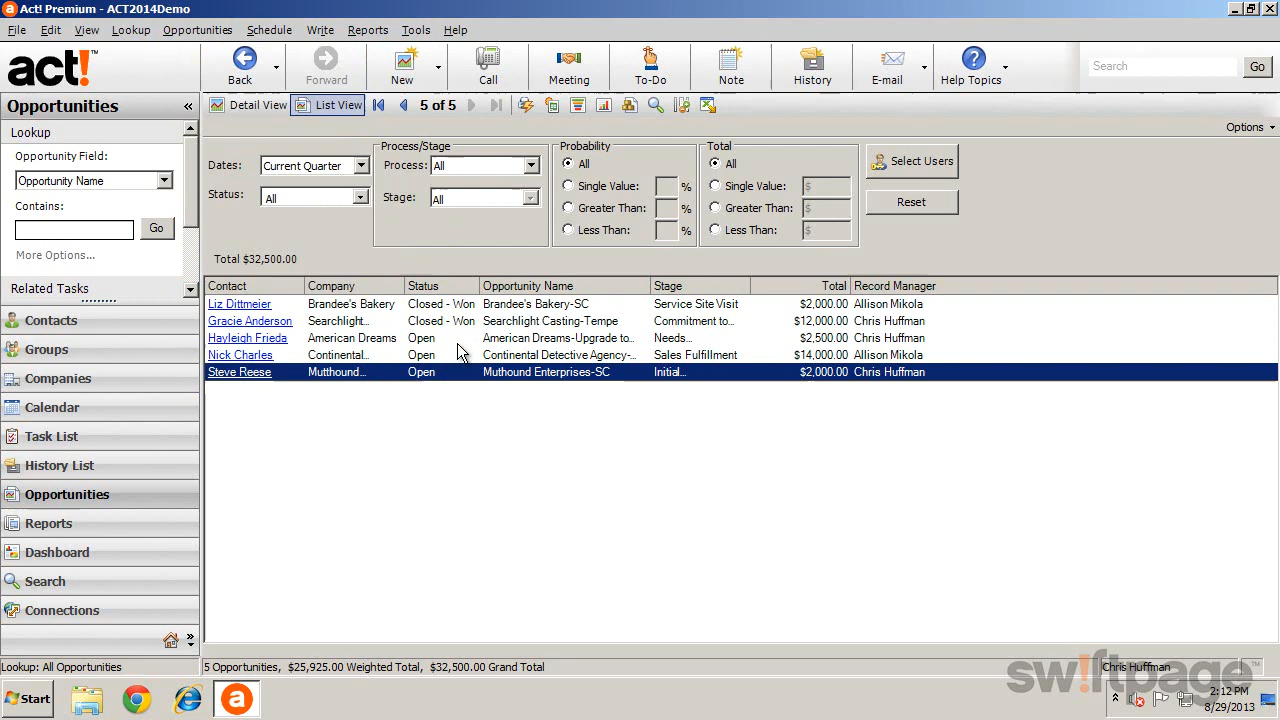 Act! Premium - ACT2014Demo
File Edit View Lookup Opportunities Schedule Write Reports Tools Help
act!
Back Forward New Call Meeting To-Do Note History E-mail Help Topics Search Go
Opportunities «
Detail View List View 5 of 5
Options
Lookup
Opportunity Field:
Opportunity Name
Contains:
Go
More Options...
Related Tasks
Contacts
Groups
Companies
Calendar
Task List
History List
Opportunities
Reports
Dashboard
Search
Connections
»
Dates: Current Quarter
Status: All
Process/Stage
Process: All
Stage: All
Probability
All
Single Value: %
Greater Than: %
Less Than: %
Total
All
Single Value: $
Greater Than: $
Less Than: $
Select Users
Reset
Total $32,500.00
Contact Company Status Opportunity Name Stage Total Record Manager
Liz Dittmeier Brandee's Bakery Closed - Won Brandee's Bakery-SC Service Site Visit $2,000.00 Allison Mikola
Gracie Anderson Searchlight... Closed - Won Searchlight Casting-Tempe Commitment to... $12,000.00 Chris Huffman
Hayleigh Frieda American Dreams Open American Dreams-Upgrade to... Needs... $2,500.00 Chris Huffman
Nick Charles Continental... Open Continental Detective Agency-... Sales Fulfillment $14,000.00 Allison Mikola
Steve Reese Mutthound... Open Muthound Enterprises-SC Initial... $2,000.00 Chris Huffman
Lookup: All Opportunities 5 Opportunities, $25,925.00 Weighted Total, $32,500.00 Grand Total Chris Huffman
swiftpage
Start a 2:12 PM
8/29/2013